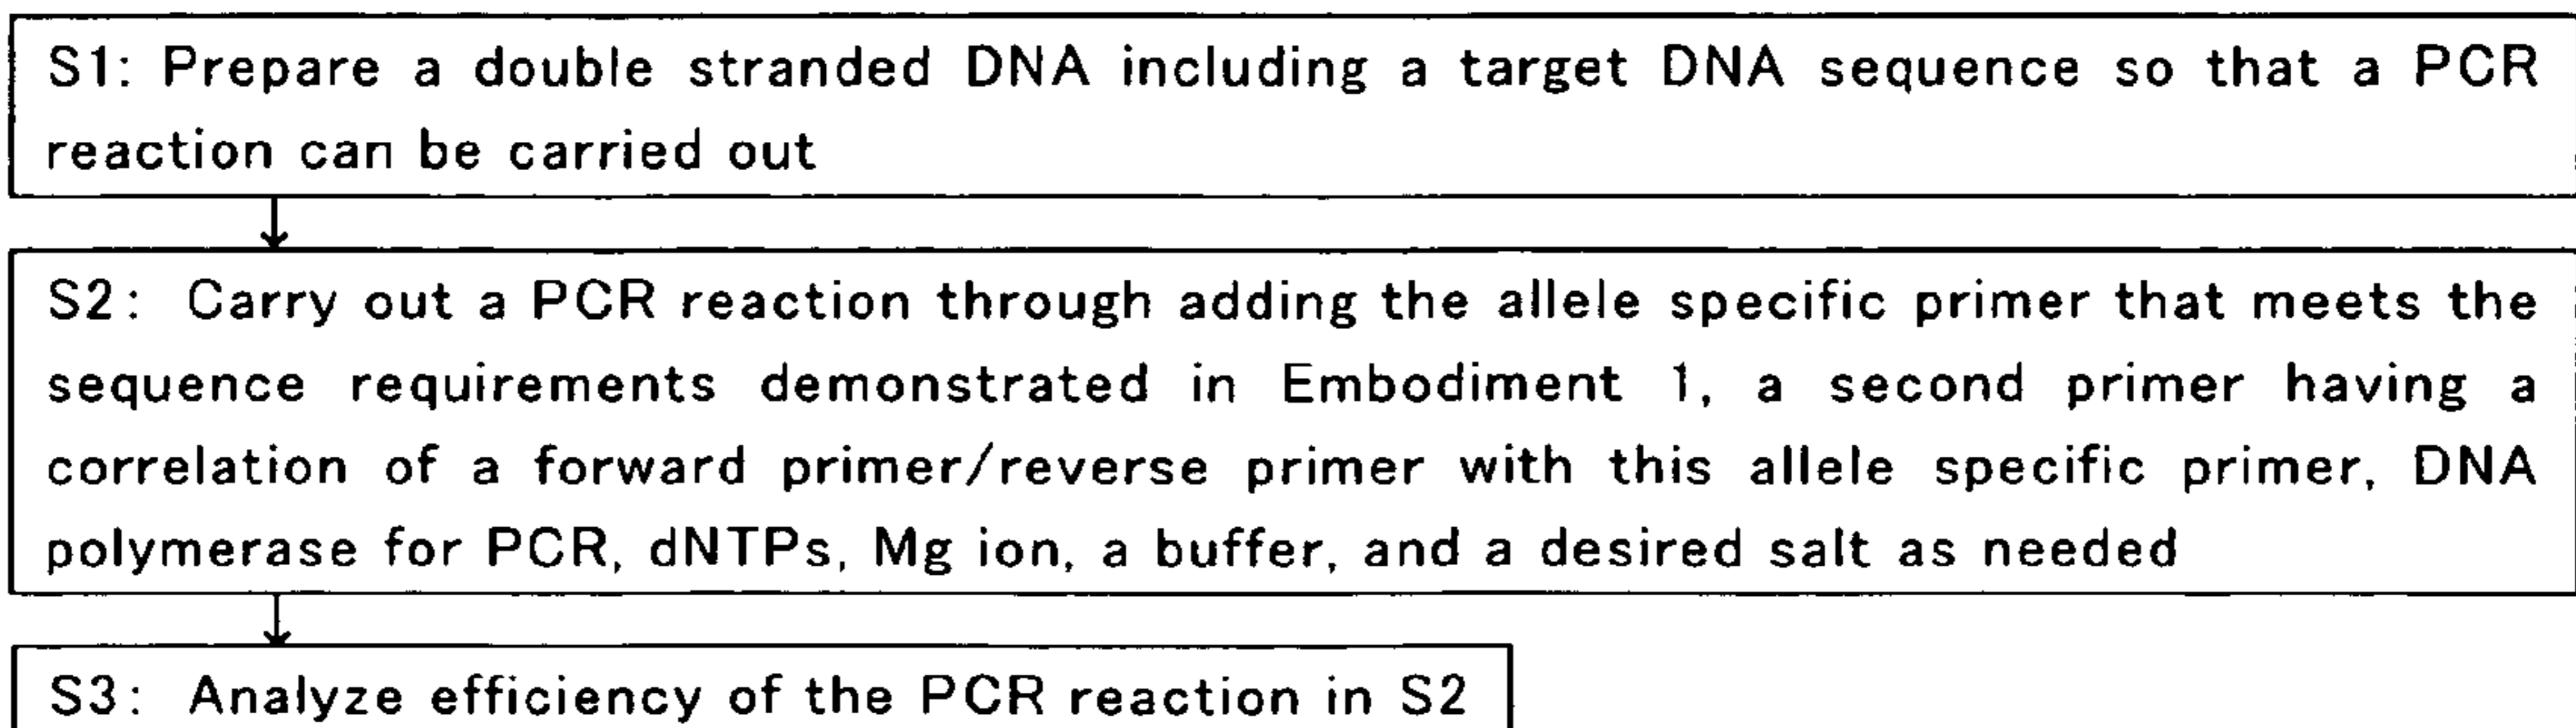 S1: Prepare a double stranded DNA including a target DNA sequence so that a PCR
reaction can be carried out
S2: Carry out a PCR reaction through adding the allele specific primer that meets the
sequence requirements demonstrated in Embodiment 1, a second primer having a
correlation of a forward primer/reverse primer with this allele specific primer, DNA
polymerase for PCR, dNTPs, Mg ion, a buffer, and a desired salt as needed
S3: Analyze efficiency of the PCR reaction in S2